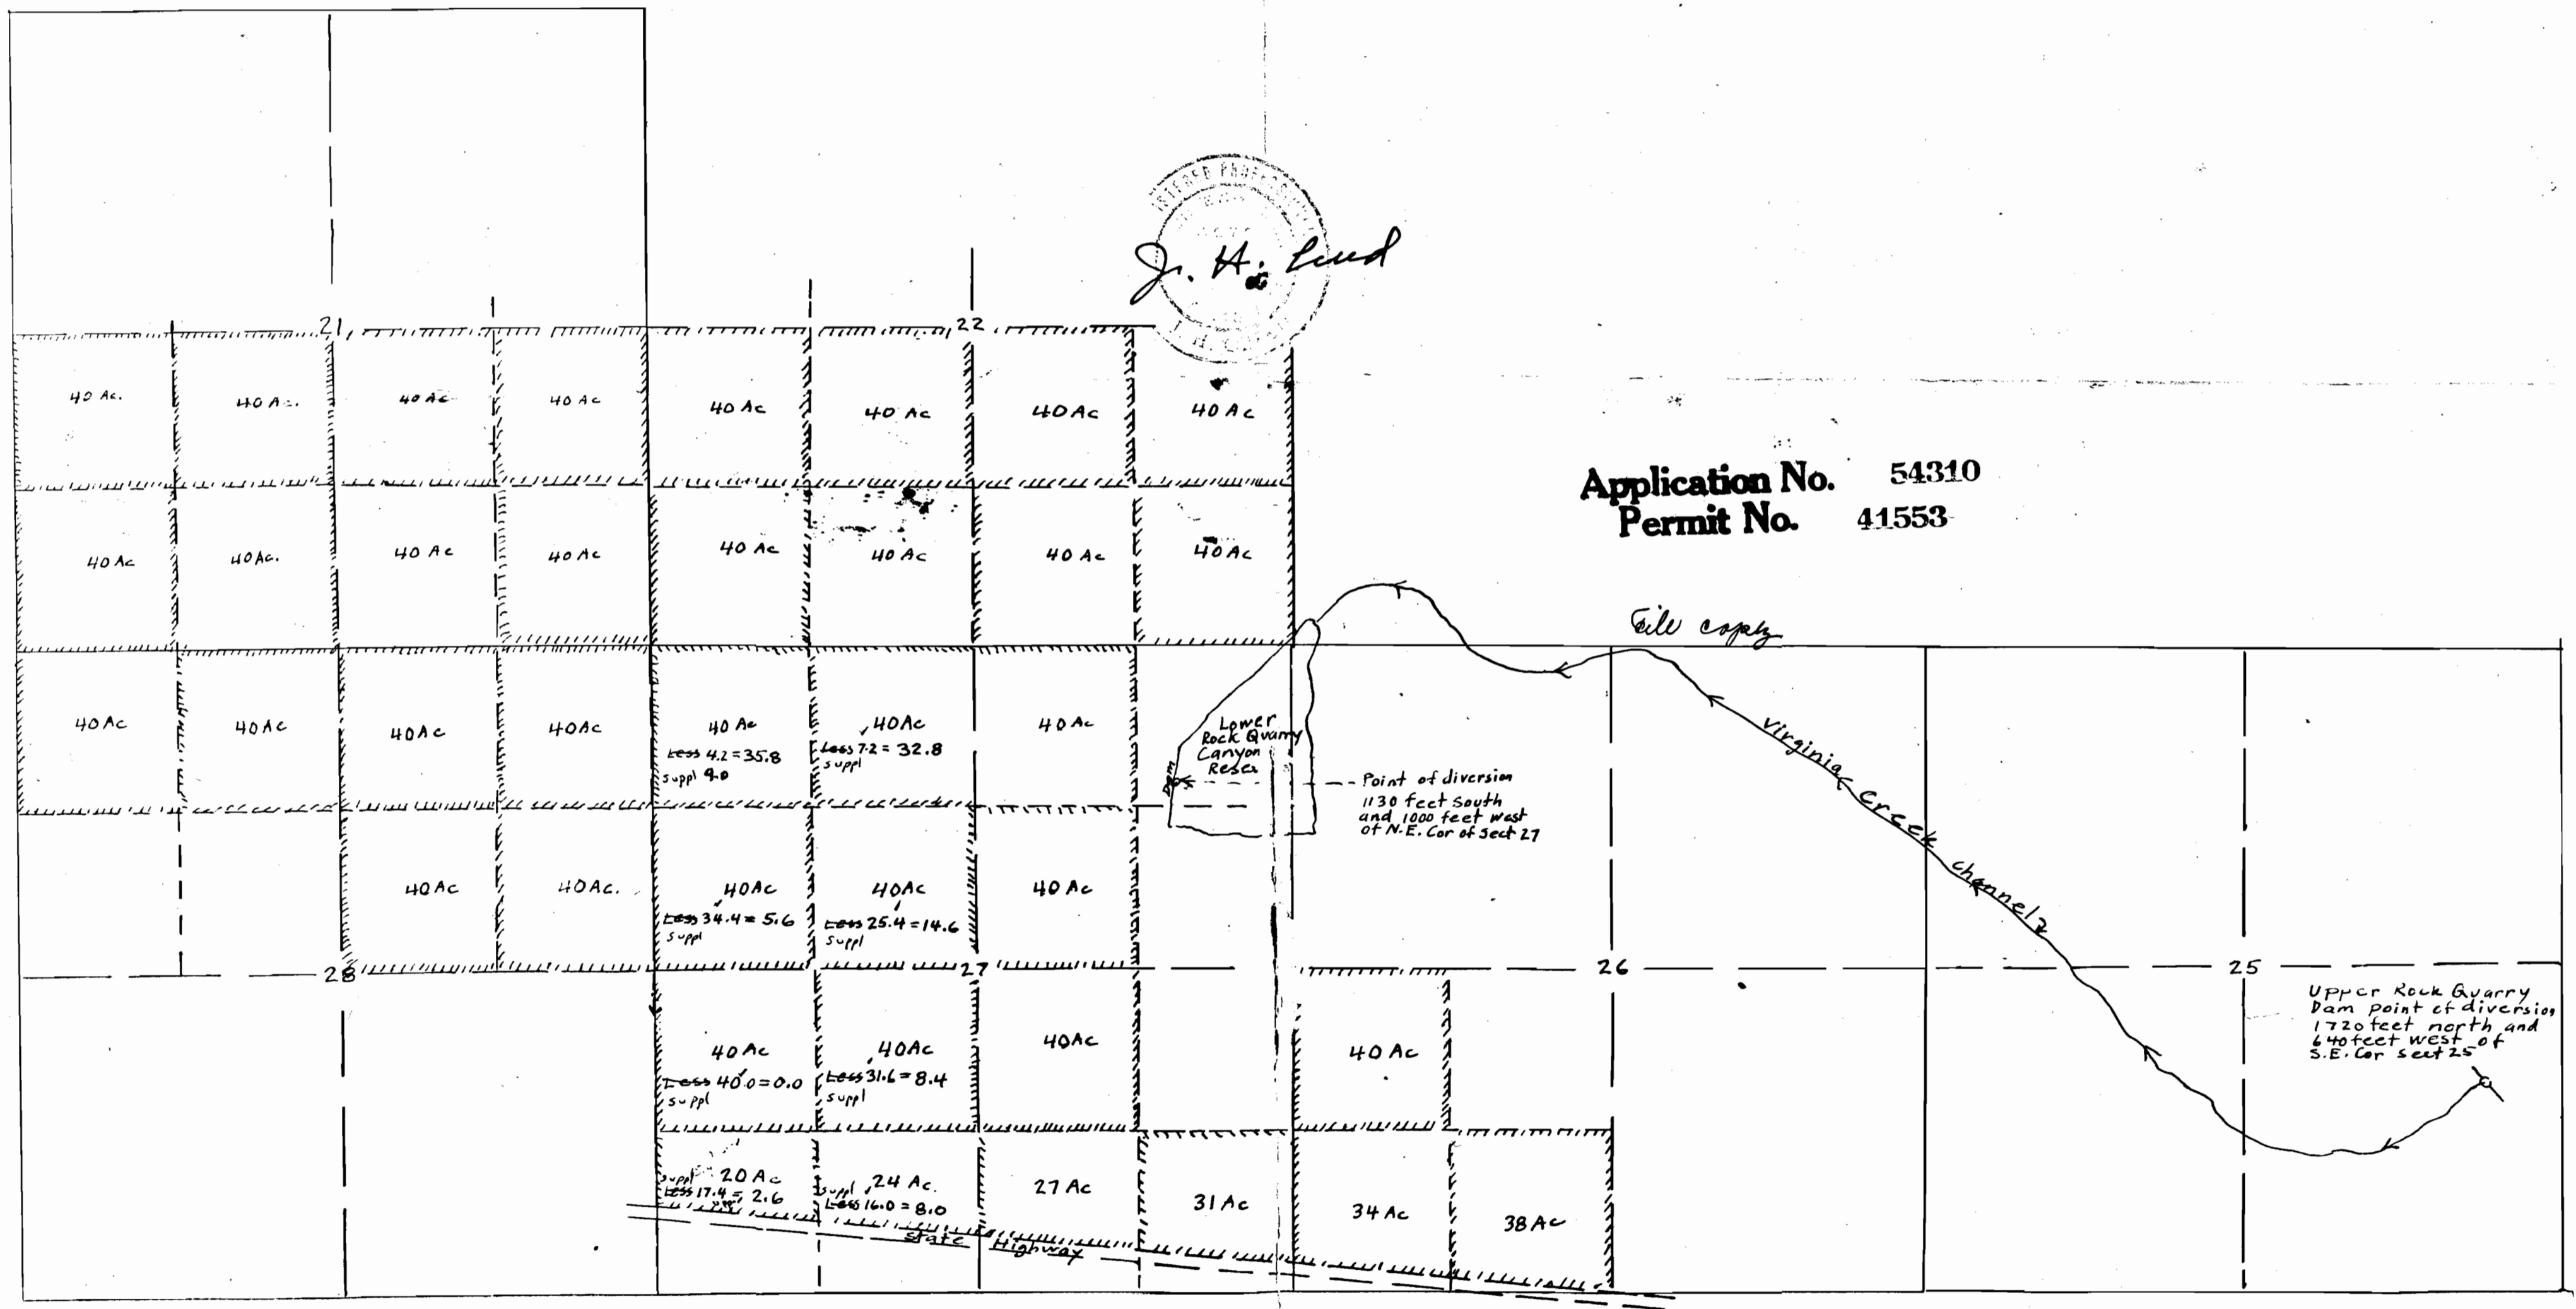 J. H. Lund
21
22
40 Ac.
40 Ac.
40 Ac
40 Ac
40 Ac
40 Ac
40 Ac
40 Ac
Application No. 54310
Permit No. 41553
40 Ac
40 Ac.
40 Ac
40 Ac
40 Ac
40 Ac
40 Ac
40 Ac
File copy
40 Ac
40 Ac
40 Ac
40 Ac
40 Ac
Less 4.2 = 35.8
suppl 9.0
40 Ac
Less 7.2 = 32.8
suppl
40 Ac
Lower
Rock Quarry
Canyon
Reser
Dam
Point of diversion
1130 feet south
and 1000 feet west
of N.E. Cor of Sect 27
Virginia Creek channel
40 Ac
40 Ac.
40 Ac
Less 34.4 = 5.6
suppl
40 Ac
Less 25.4 = 14.6
suppl
40 Ac
28
27
26
25
Upper Rock Quarry
Dam point of diversion
1720 feet north and
640 feet west of
S.E. Cor sect 25
40 Ac
Less 40.0 = 0.0
suppl
40 Ac
Less 31.6 = 8.4
suppl
40 Ac
40 Ac
suppl 20 Ac
Less 17.4 = 2.6
suppl 24 Ac.
Less 16.0 = 8.0
27 Ac
31 Ac
34 Ac
38 Ac
State Highway